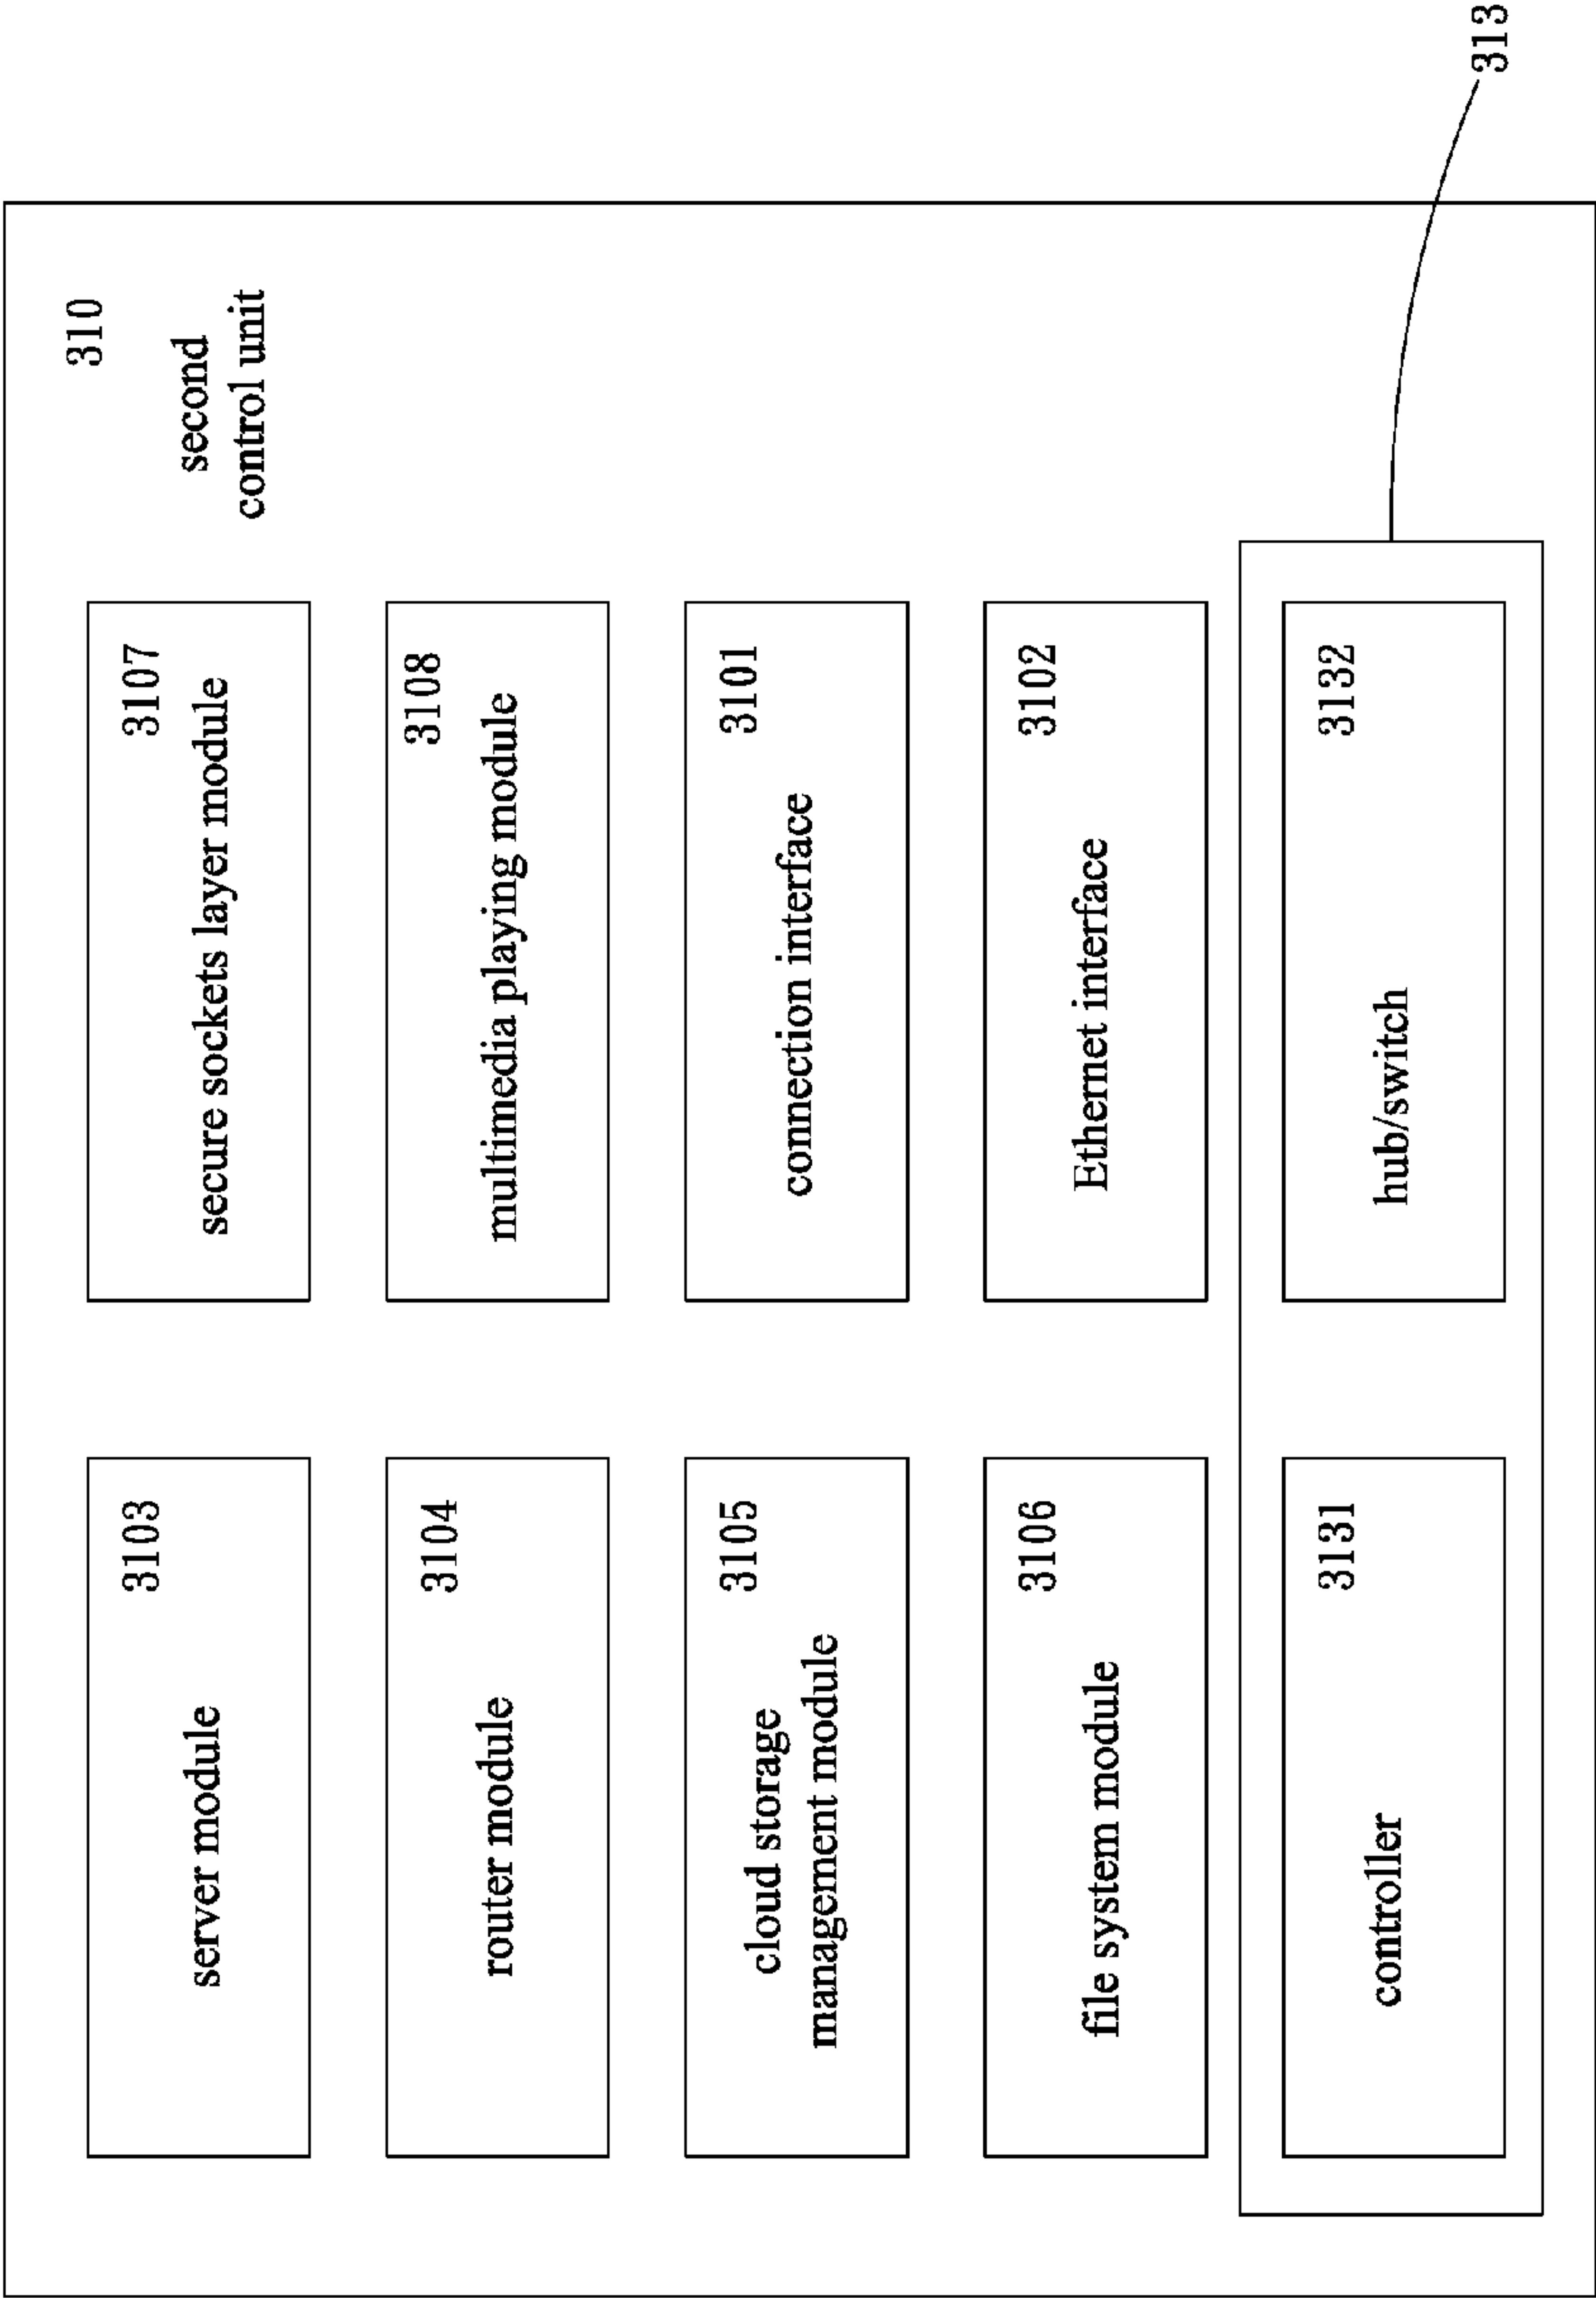 310
second
control unit
3103
server module
3107
secure sockets layer module
3104
router module
3108
multimedia playing module
3105
cloud storage
management module
3101
connection interface
3106
file system module
3102
Ethernet interface
3131
controller
3132
hub/switch
313